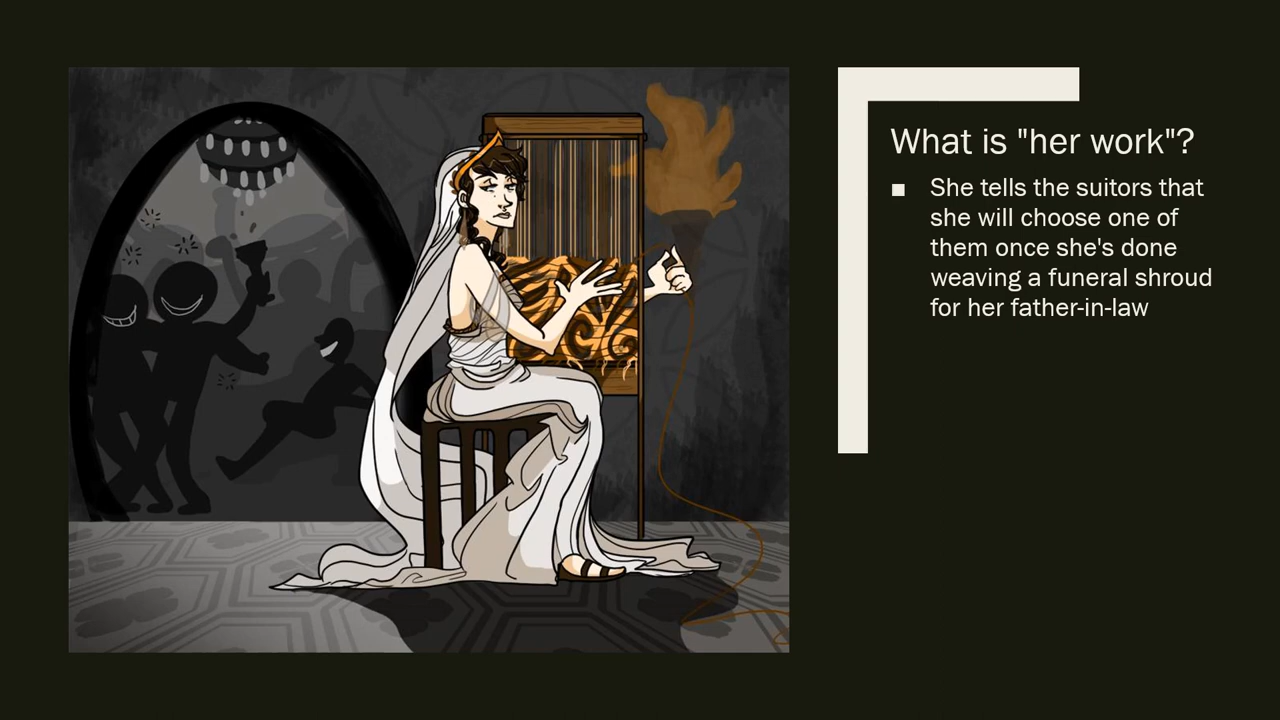 What is "her work"?
■ She tells the suitors that
she will choose one of
them once she's done
weaving a funeral shroud
for her father-in-law